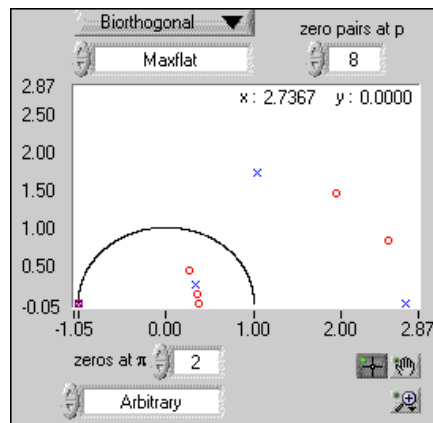 Biorthogonal
zero pairs at p
Maxflat
8
x: 2.7367 y: 0.0000
2.87
2.50
2.00
1.50
1.00
0.50
-0.05
-1.05 0.00 1.00 2.00 2.87
zeros at π 2
Arbitrary